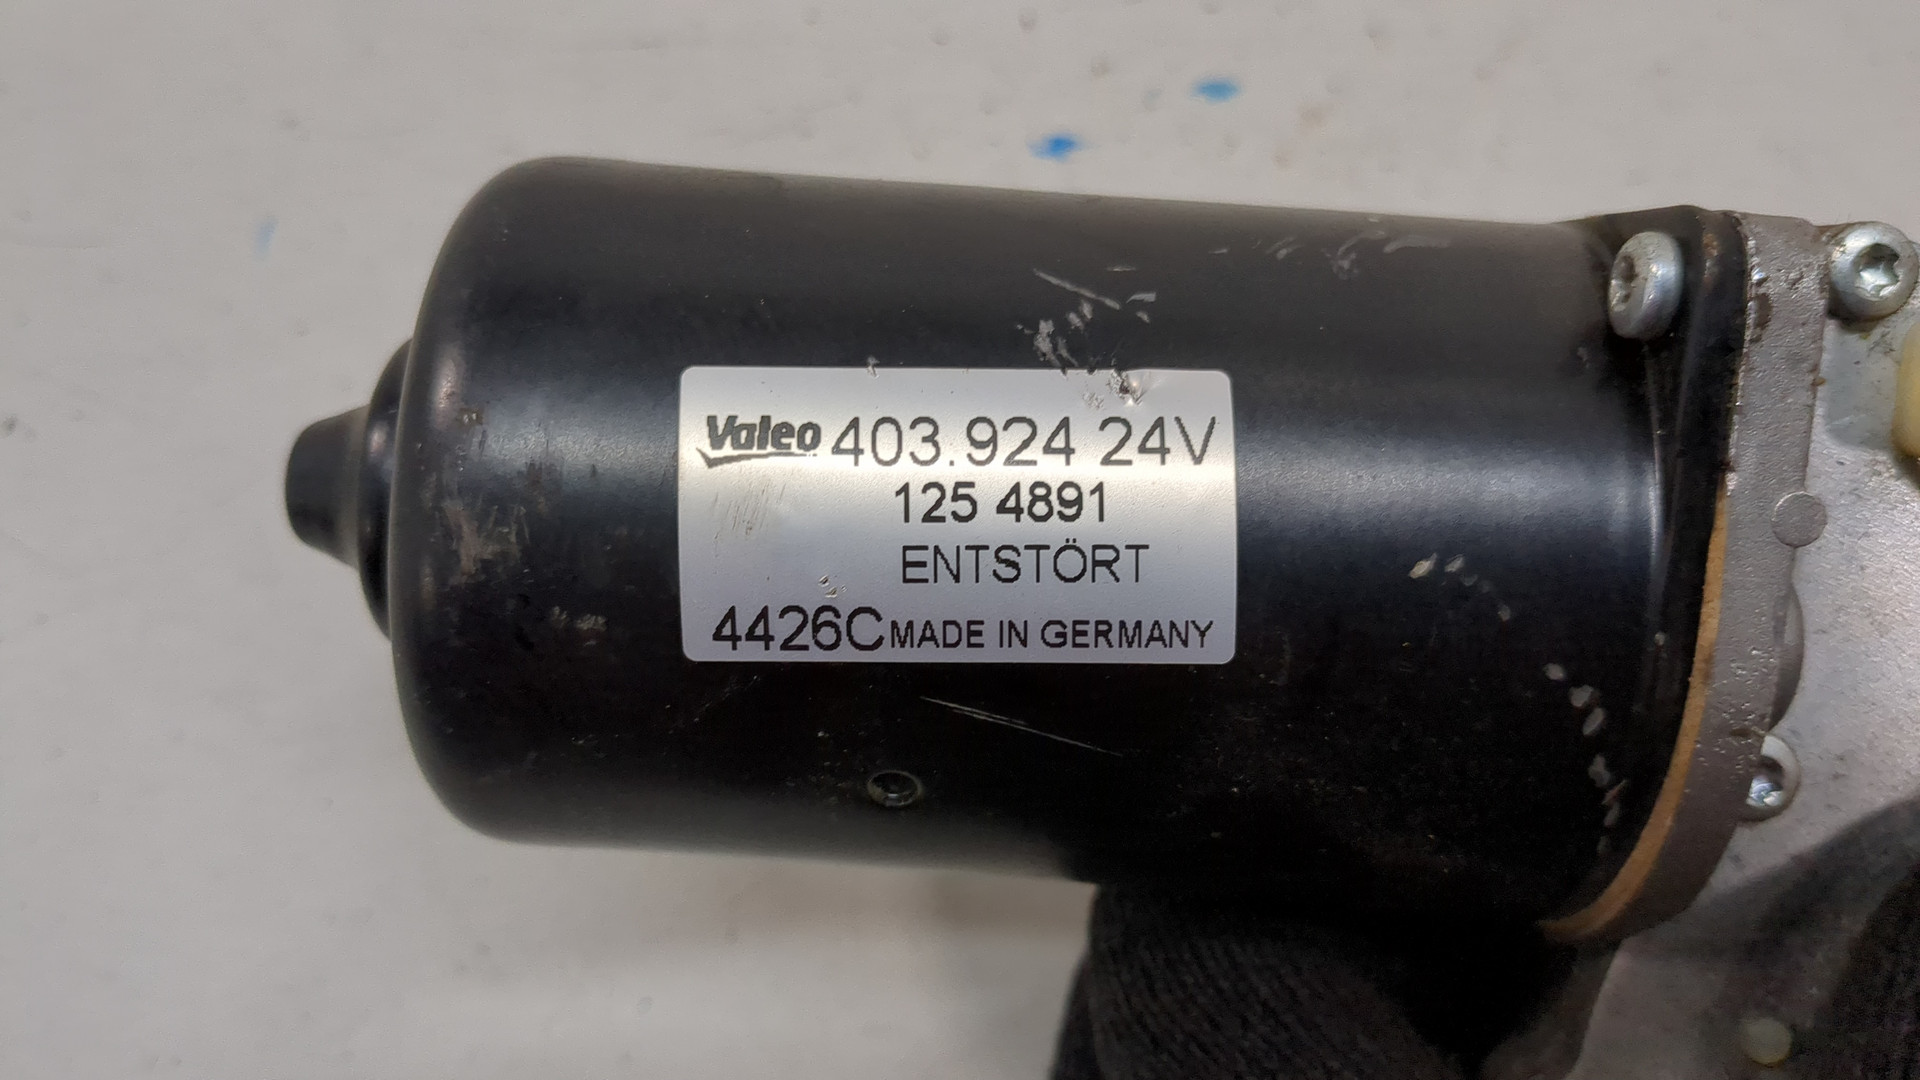 Valeo 403.924 24V
125 4891
ENTSTÖRT
4426C MADE IN GERMANY